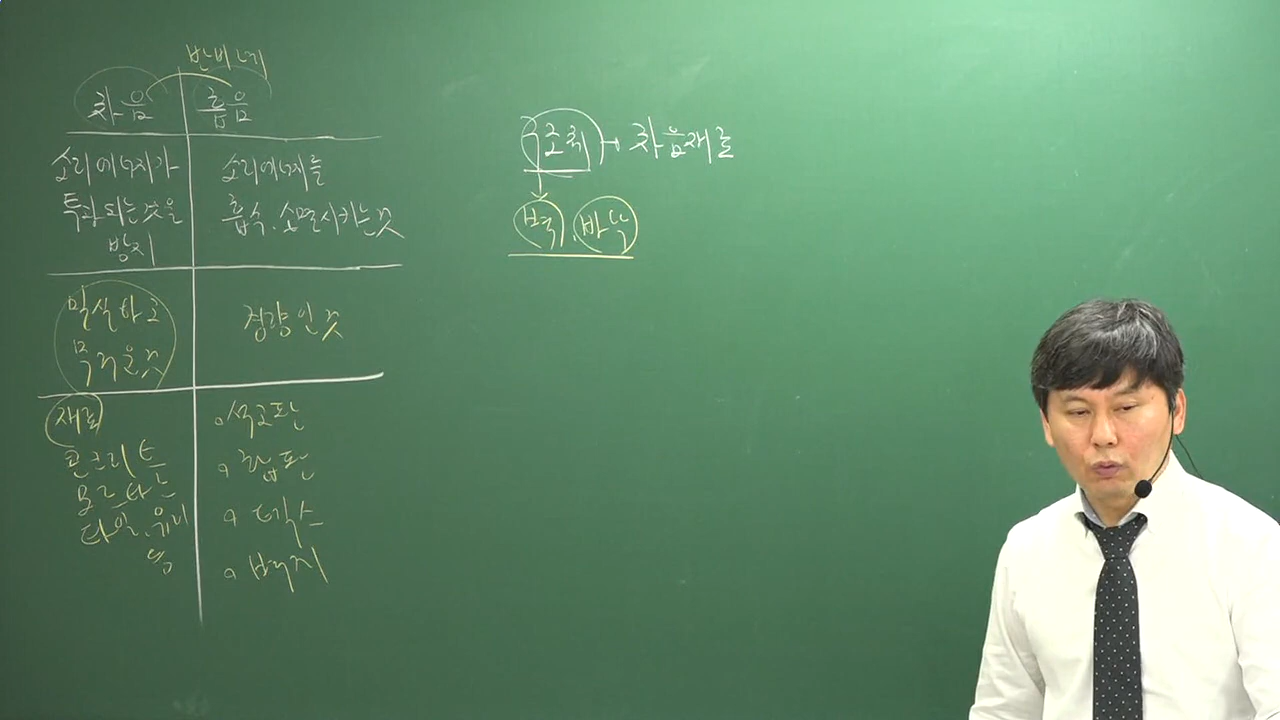 반비례
차음 흡음
소리에너지가
투과되는것을
방지
소리에너지를
흡수.소멸시키는것
밀실하고
무거운것
경량인 것
재료
콘크리트
모르타르
타일.유리
등
석고판
합판
텍스
벽지
구조체 → 차음재료
벽.바닥